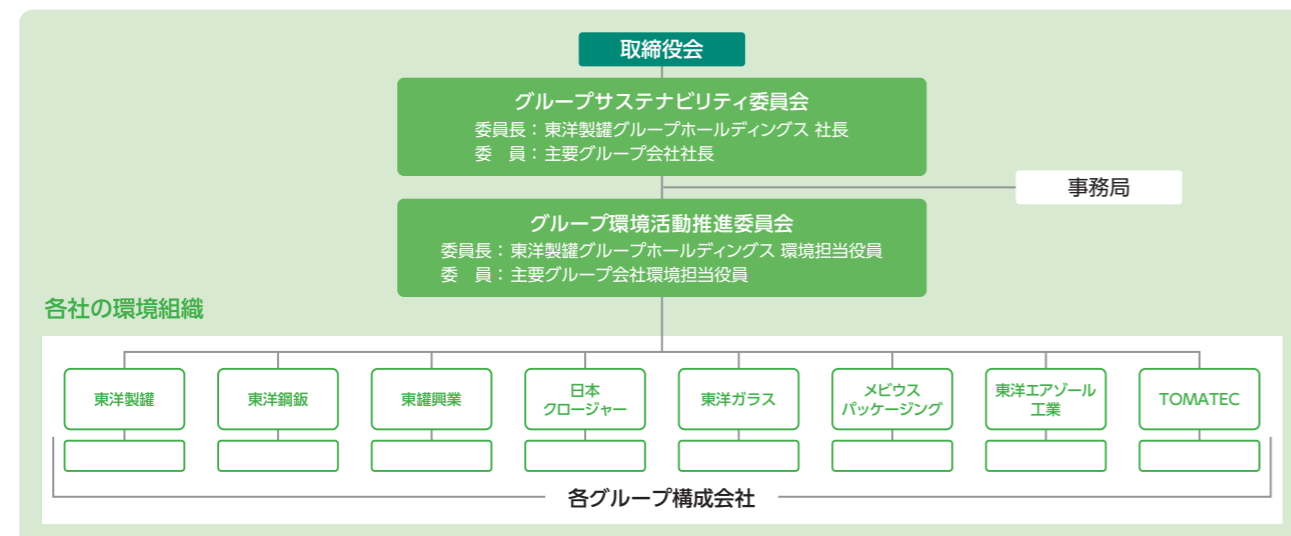 取締役会
グループサステナビリティ委員会
委員長：東洋製罐グループホールディングス 社長
委　員：主要グループ会社社長
事務局
グループ環境活動推進委員会
委員長：東洋製罐グループホールディングス 環境担当役員
委　員：主要グループ会社環境担当役員
各社の環境組織
東洋製罐
東洋鋼鈑
東罐興業
日本
クロージャー
東洋ガラス
メビウス
パッケージング
東洋エアゾール
工業
TOMATEC
各グループ構成会社